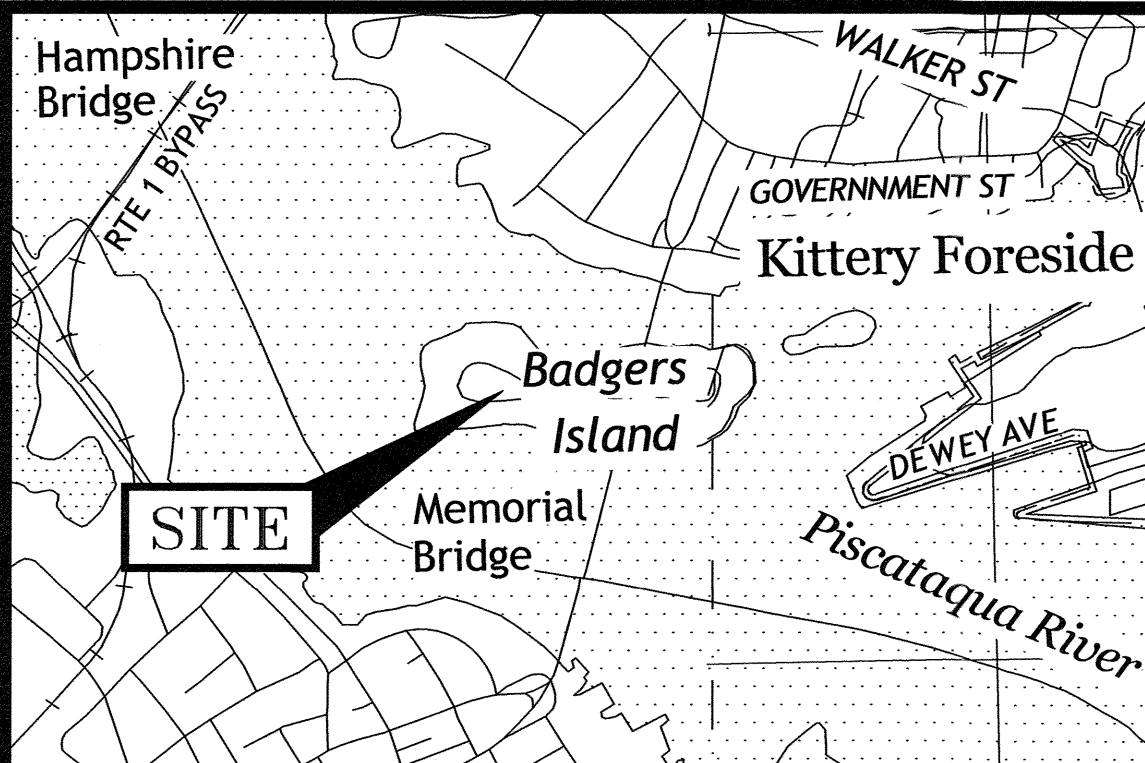 Hampshire
Bridge
RTE 1 BYPASS
WALKER ST
GOVERNNMENT ST
Kittery Foreside
Badgers
Island
DEWEY AVE
SITE
Memorial
Bridge
Piscataqua River